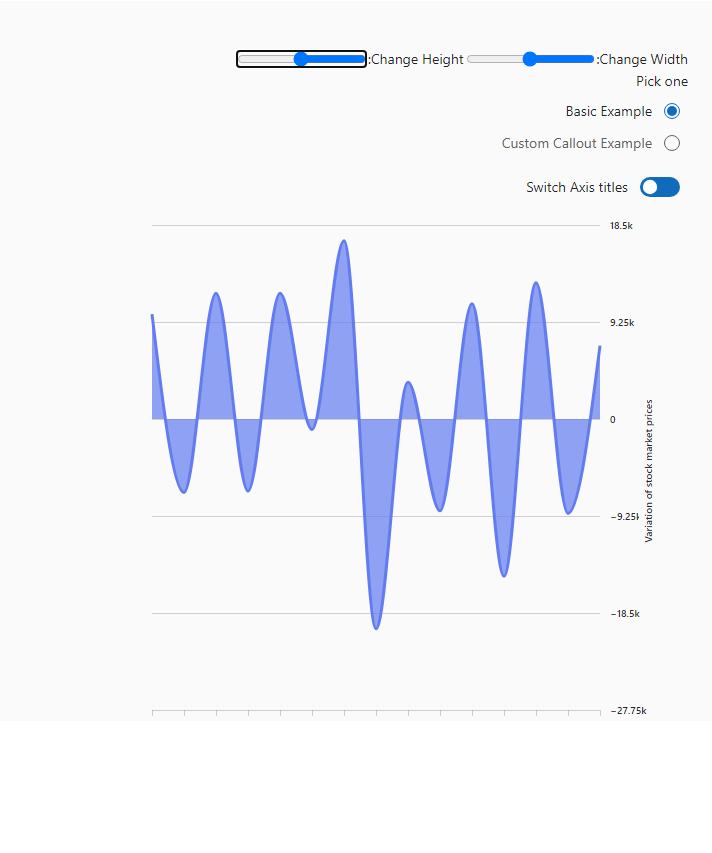 :Change Height :Change Width
Pick one
Basic Example
Custom Callout Example
Switch Axis titles
18.5k
9.25k
0
−9.25k
−18.5k
−27.75k
Variation of stock market prices